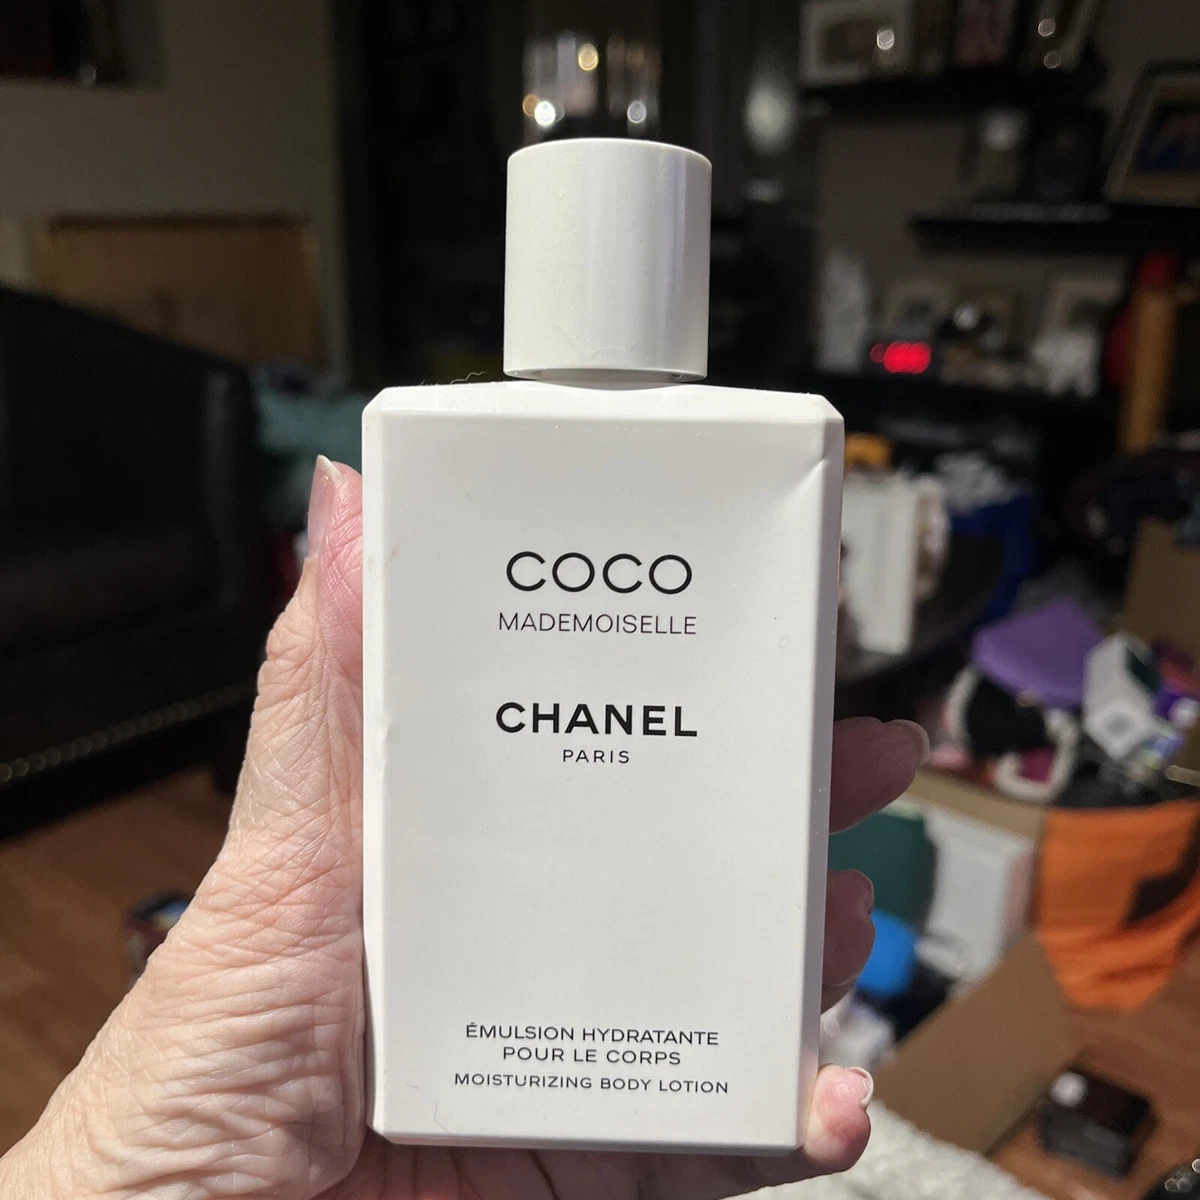 COCO
MADEMOISELLE
CHANEL
PARIS
ÉMULSION HYDRATANTE
POUR LE CORPS
MOISTURIZING BODY LOTION